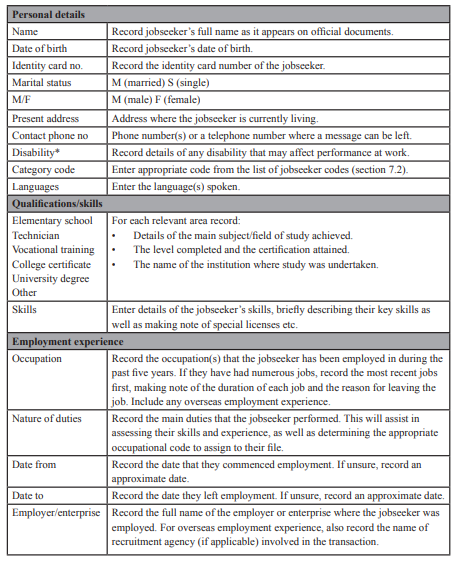 Personal details
Name Record jobseeker's full name as it appears on official documents.
Date of birth Record jobseeker's date of birth.
Identity card no. Record the identity card number of the jobseeker.
Marital status M (married) S (single)
M/F M (male) F (female)
Present address Address where the jobseeker is currently living.
Contact phone no Phone number(s) or a telephone number where a message can be left.
Disability* Record details of any disability that may affect performance at work.
Category code Enter appropriate code from the list of jobseeker codes (section 7.2).
Languages Enter the language(s) spoken.
Qualifications/skills
Elementary school For each relevant area record:
Technician • Details of the main subject/field of study achieved.
Vocational training • The level completed and the certification attained.
College certificate • The name of the institution where study was undertaken.
University degree
Other
Skills Enter details of the jobseeker's skills, briefly describing their key skills as
well as making note of special licenses etc.
Employment experience
Occupation Record the occupation(s) that the jobseeker has been employed in during the
past five years. If they have had numerous jobs, record the most recent jobs
first, making note of the duration of each job and the reason for leaving the
job. Include any overseas employment experience.
Nature of duties Record the main duties that the jobseeker performed. This will assist in
assessing their skills and experience, as well as determining the appropriate
occupational code to assign to their file.
Date from Record the date that they commenced employment. If unsure, record an
approximate date.
Date to Record the date they left employment. If unsure, record an approximate date.
Employer/enterprise Record the full name of the employer or enterprise where the jobseeker was
employed. For overseas employment experience, also record the name of
recruitment agency (if applicable) involved in the transaction.